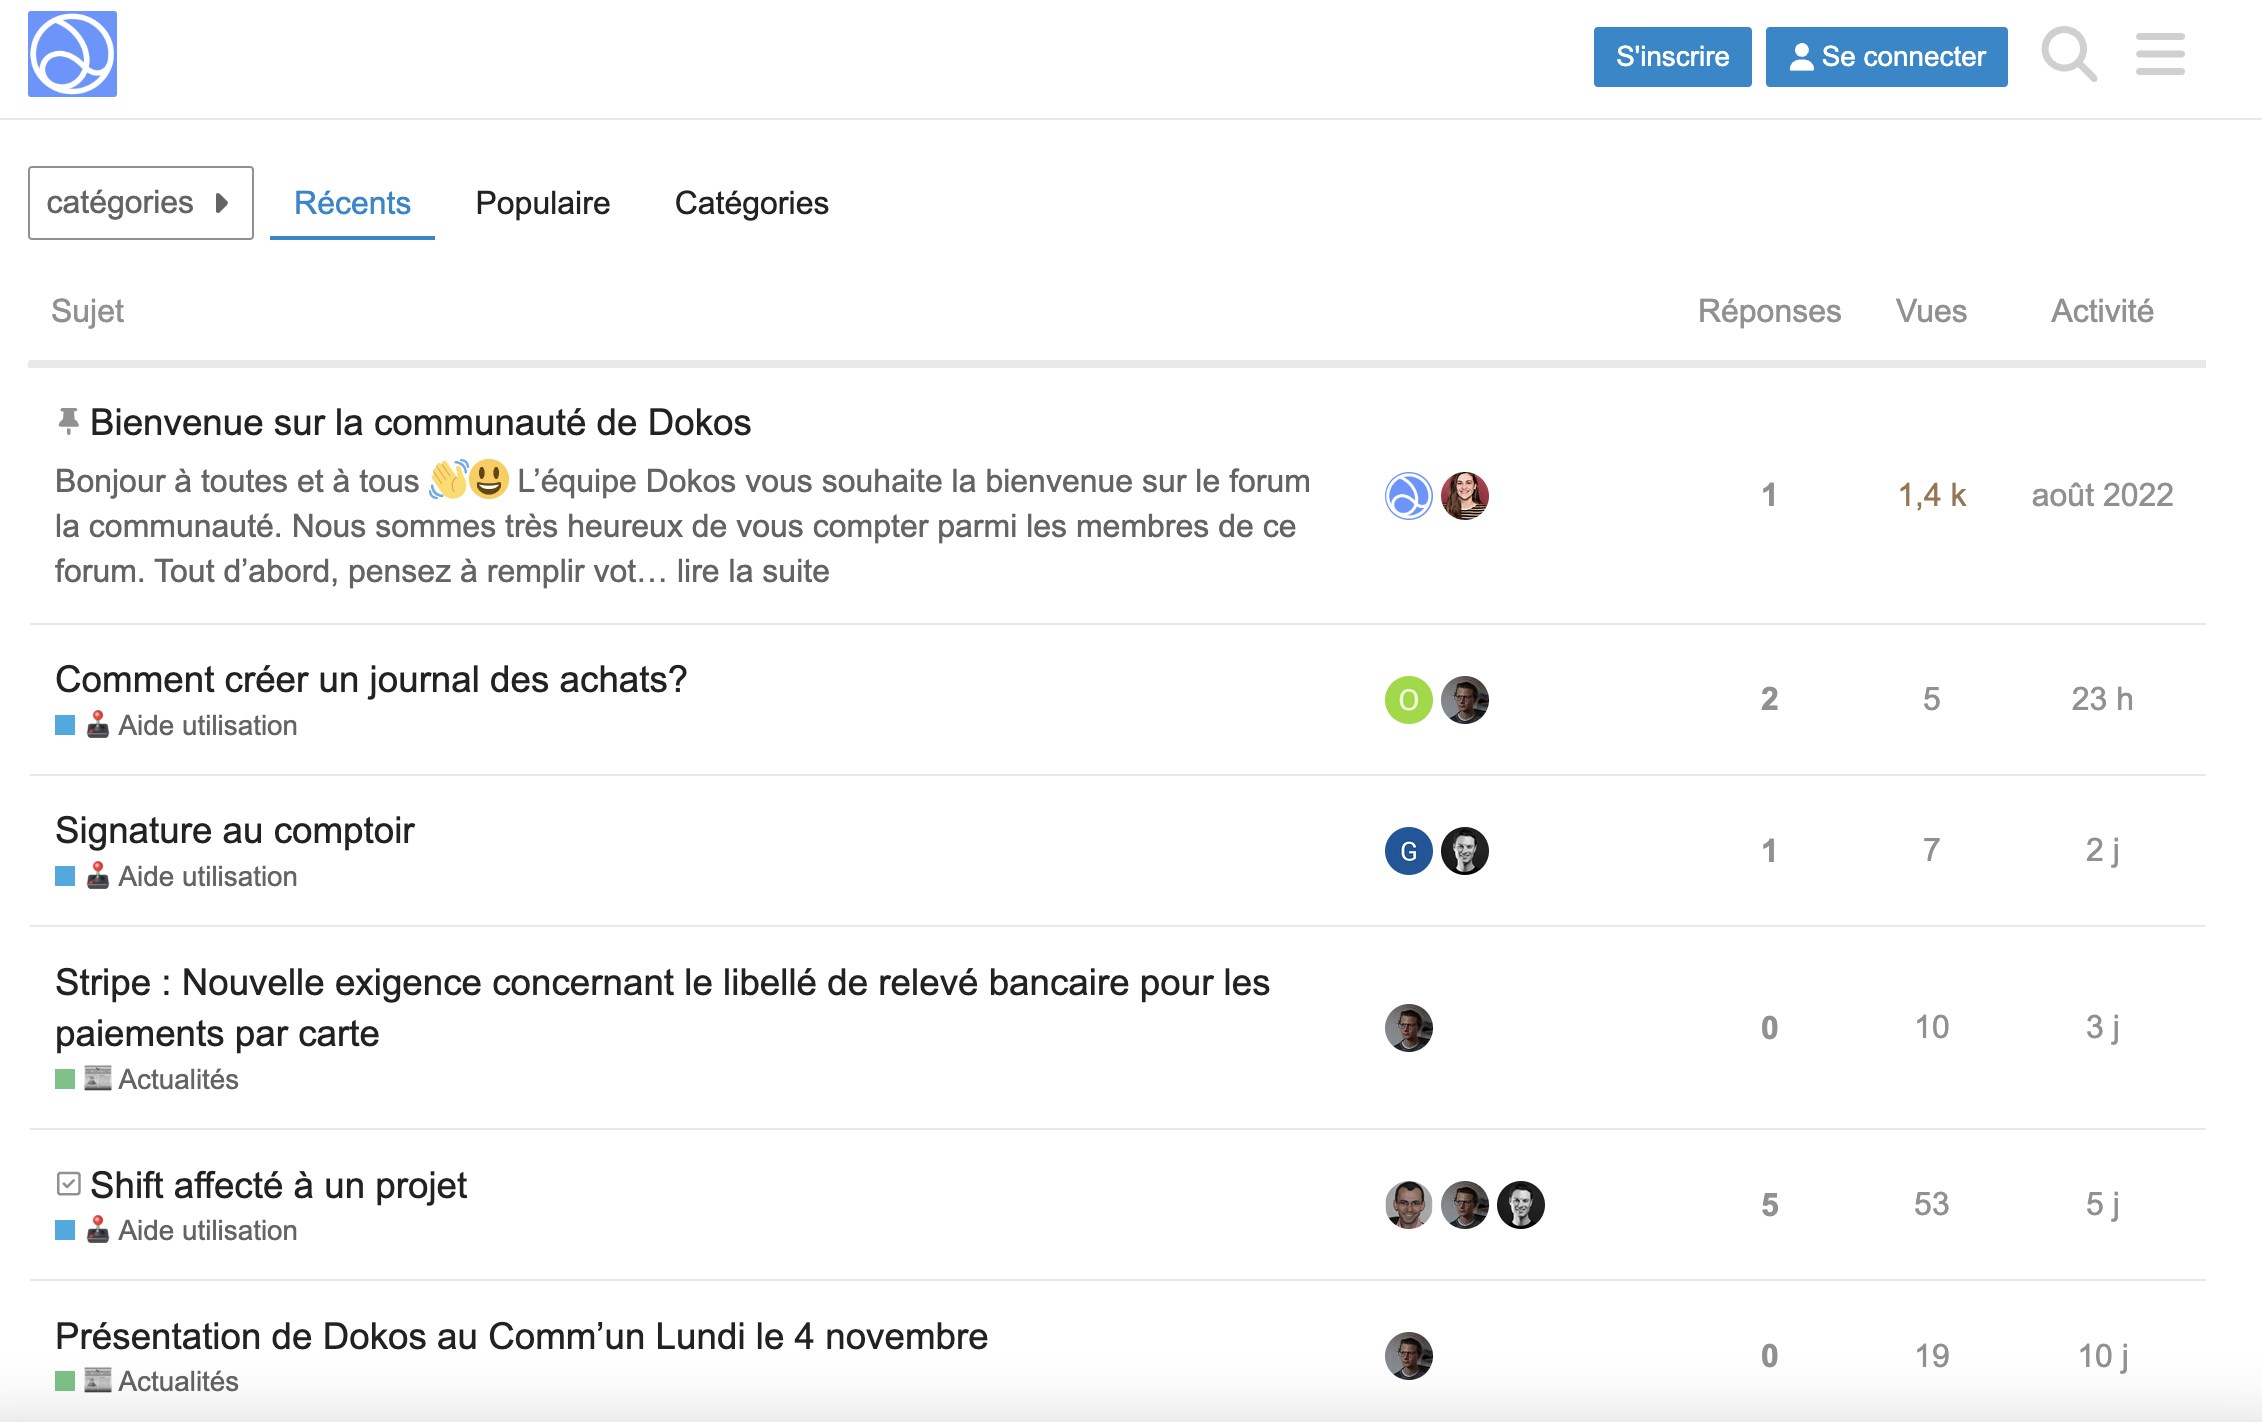 S'inscrire
Se connecter
catégories
Récents
Populaire
Catégories
Sujet
Réponses
Vues
Activité
Bienvenue sur la communauté de Dokos
Bonjour à toutes et à tous 👋😃 L’équipe Dokos vous souhaite la bienvenue sur le forum
la communauté. Nous sommes très heureux de vous compter parmi les membres de ce
forum. Tout d’abord, pensez à remplir vot… lire la suite
1
1,4 k
août 2022
Comment créer un journal des achats?
Aide utilisation
O
2
5
23 h
Signature au comptoir
Aide utilisation
G
1
7
2 j
Stripe : Nouvelle exigence concernant le libellé de relevé bancaire pour les
paiements par carte
Actualités
0
10
3 j
Shift affecté à un projet
Aide utilisation
5
53
5 j
Présentation de Dokos au Comm’un Lundi le 4 novembre
Actualités
0
19
10 j